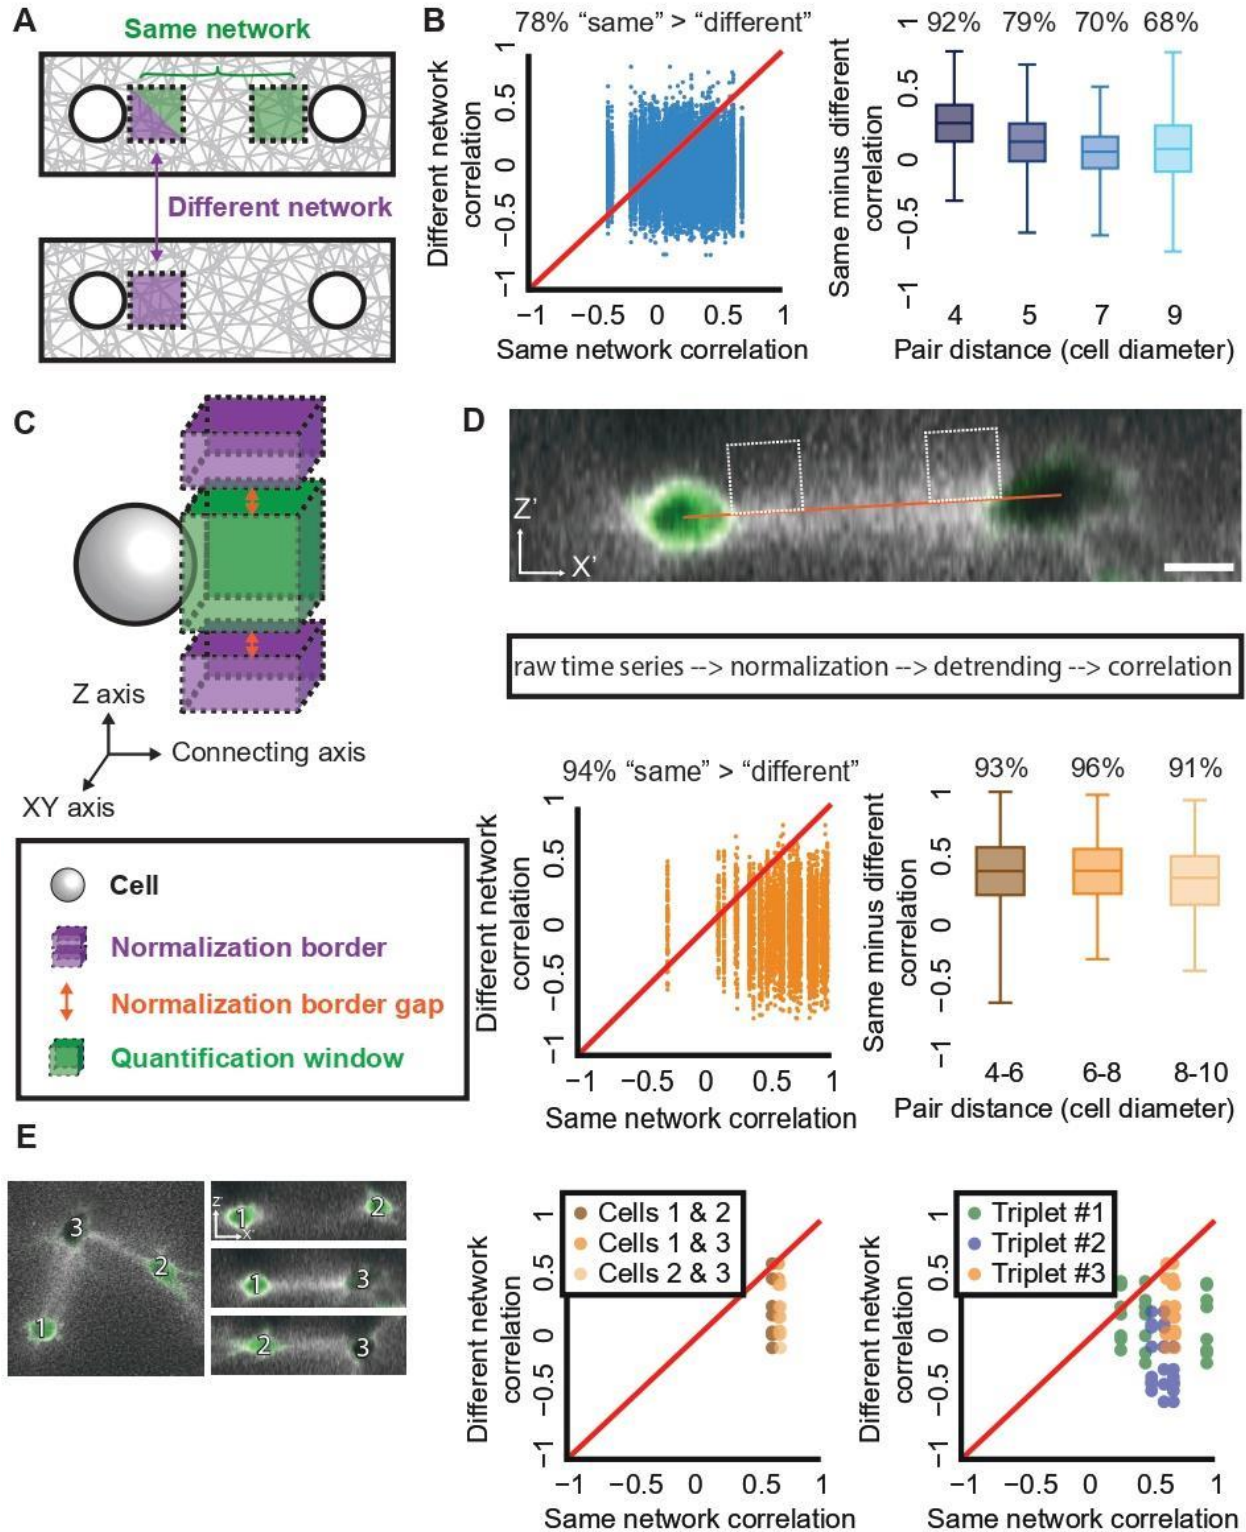 A
Same network
Different network
B
78% “same” > “different”
Different network
correlation
1
0.5
0
−0.5
−1
−1 −0.5 0 0.5 1
Same network correlation
92% 79% 70% 68%
Same minus different
correlation
1
0.5
0
−0.5
−1
4 5 7 9
Pair distance (cell diameter)
C
Z axis
Connecting axis
XY axis
Cell
Normalization border
Normalization border gap
Quantification window
D
Z’
X’
raw time series --> normalization --> detrending --> correlation
94% “same” > “different”
Different network
correlation
1
0.5
0
−0.5
−1
−1 −0.5 0 0.5 1
Same network correlation
93% 96% 91%
Same minus different
correlation
1
0.5
0
−0.5
−1
4-6 6-8 8-10
Pair distance (cell diameter)
E
3
2
1
Z’
X’
1 2
1 3
2 3
Cells 1 & 2
Cells 1 & 3
Cells 2 & 3
Different network
correlation
1
0.5
0
−0.5
−1
−1 −0.5 0 0.5 1
Same network correlation
Triplet #1
Triplet #2
Triplet #3
Different network
correlation
1
0.5
0
−0.5
−1
−1 −0.5 0 0.5 1
Same network correlation